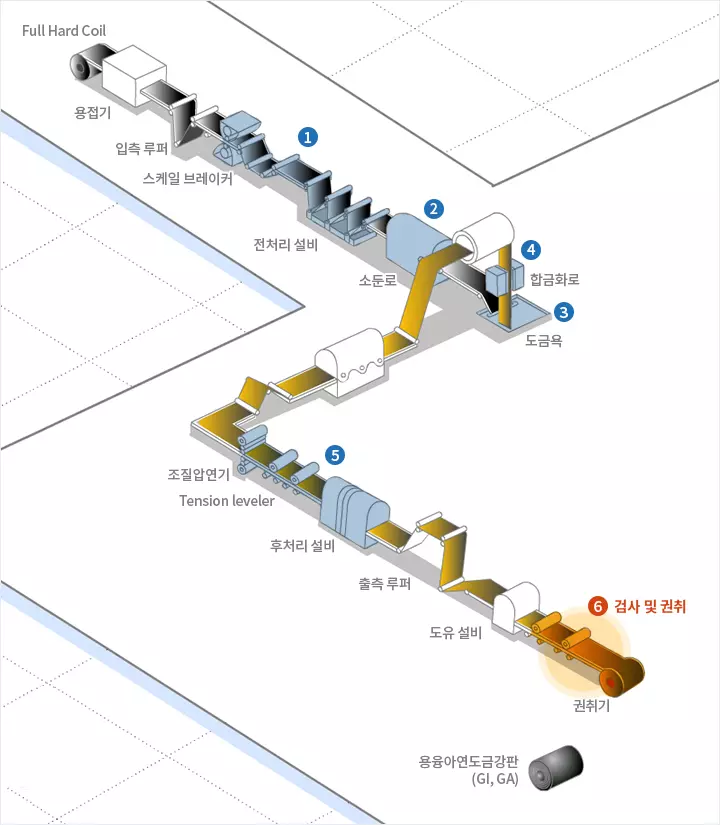 Full Hard Coil
용접기
입측 루퍼
스케일 브레이커
1
전처리 설비
2
소둔로
4
합금화로
3
도금욕
5
조질압연기
Tension leveler
후처리 설비
출측 루퍼
도유 설비
6 검사 및 권취
권취기
용융아연도금강판
(GI, GA)